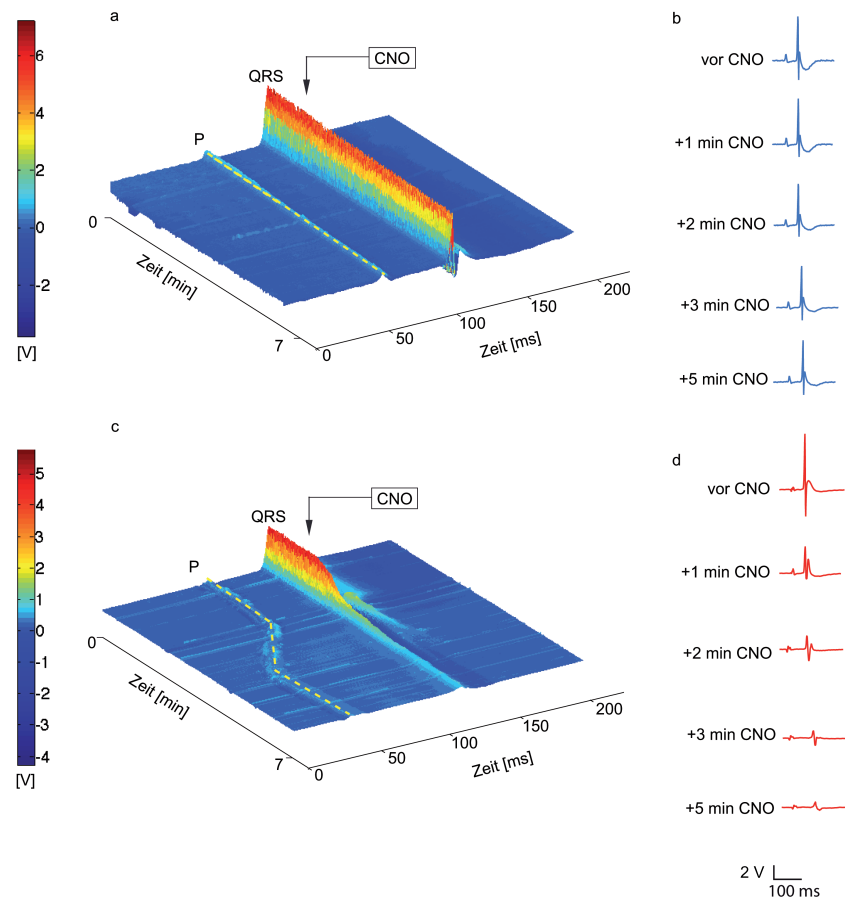 a
6
4
2
0
-2
[V]
QRS
CNO
P
0
Zeit [min]
7
0
50
100
150
200
Zeit [ms]
b
vor CNO
+1 min CNO
+2 min CNO
+3 min CNO
+5 min CNO
c
5
4
3
2
1
0
-1
-2
-3
-4
[V]
QRS
CNO
P
0
Zeit [min]
7
0
50
100
150
200
Zeit [ms]
d
vor CNO
+1 min CNO
+2 min CNO
+3 min CNO
+5 min CNO
2 V
100 ms